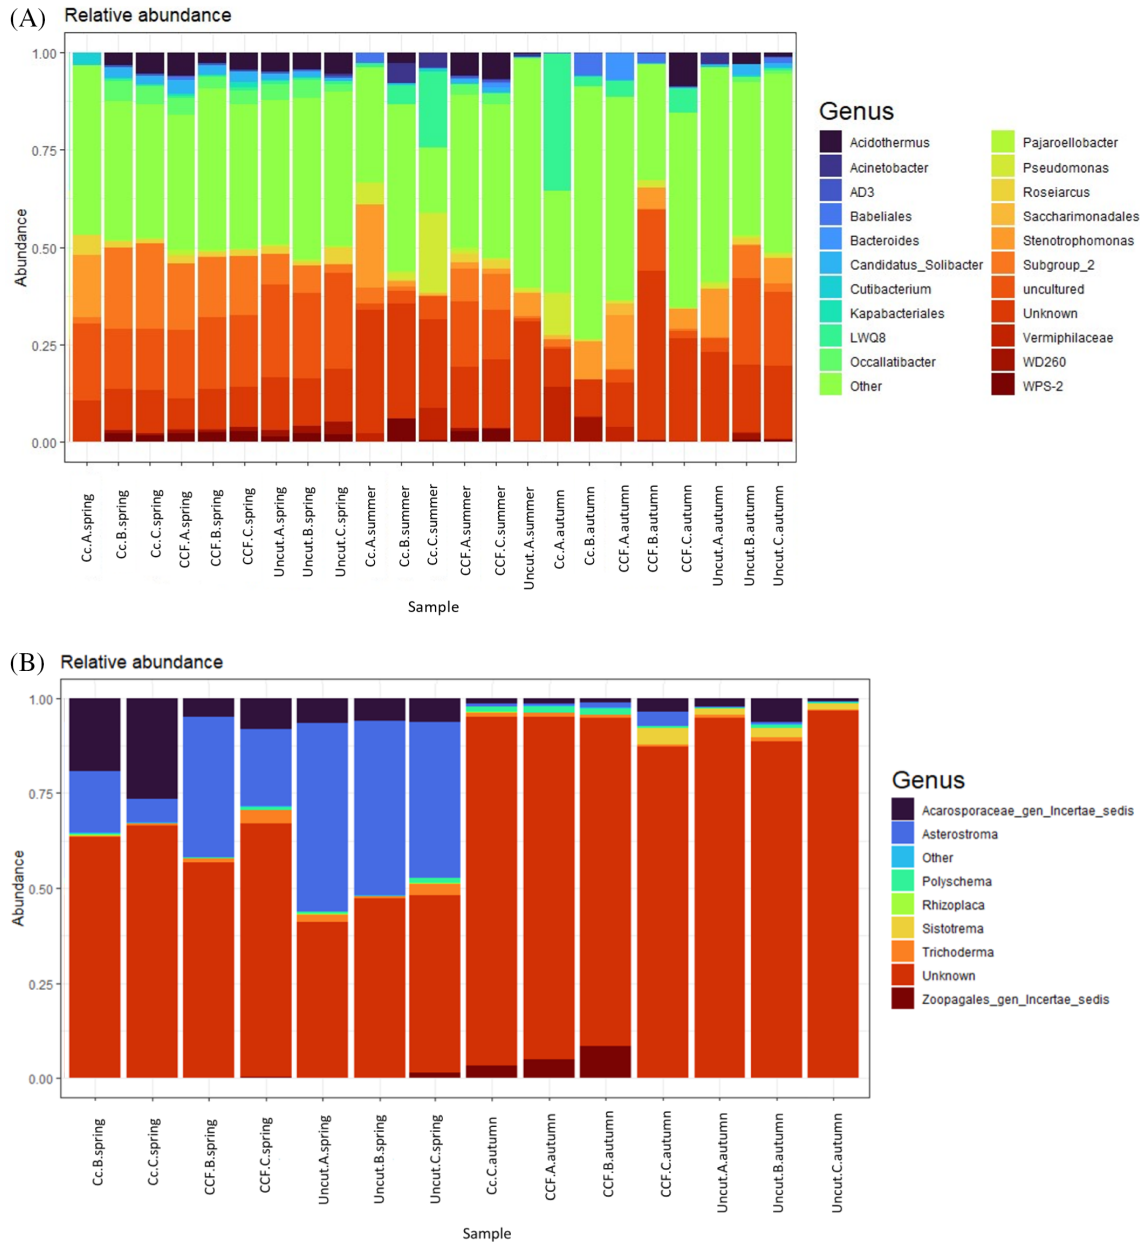 (A) Relative abundance
1.00
0.75
0.50
0.25
0.00
Abundance
Cc.A.spring
Cc.B.spring
Cc.C.spring
CCF.A.spring
CCF.B.spring
CCF.C.spring
Uncut.A.spring
Uncut.B.spring
Uncut.C.spring
Cc.A.summer
Cc.B.summer
Cc.C.summer
CCF.A.summer
CCF.C.summer
Uncut.A.summer
Cc.A.autumn
Cc.B.autumn
CCF.A.autumn
CCF.B.autumn
CCF.C.autumn
Uncut.A.autumn
Uncut.B.autumn
Uncut.C.autumn
Sample
Genus
Acidothermus
Acinetobacter
AD3
Babeliales
Bacteroides
Candidatus_Solibacter
Cutibacterium
Kapabacteriales
LWQ8
Occallatibacter
Other
Pajaroellobacter
Pseudomonas
Roseiarcus
Saccharimonadales
Stenotrophomonas
Subgroup_2
uncultured
Unknown
Vermiphilaceae
WD260
WPS-2
(B) Relative abundance
1.00
0.75
0.50
0.25
0.00
Abundance
Cc.B.spring
Cc.C.spring
CCF.B.spring
CCF.C.spring
Uncut.A.spring
Uncut.B.spring
Uncut.C.spring
Cc.C.autumn
CCF.A.autumn
CCF.B.autumn
CCF.C.autumn
Uncut.A.autumn
Uncut.B.autumn
Uncut.C.autumn
Sample
Genus
Acarosporaceae_gen_Incertae_sedis
Asterostroma
Other
Polyschema
Rhizoplaca
Sistotrema
Trichoderma
Unknown
Zoopagales_gen_Incertae_sedis